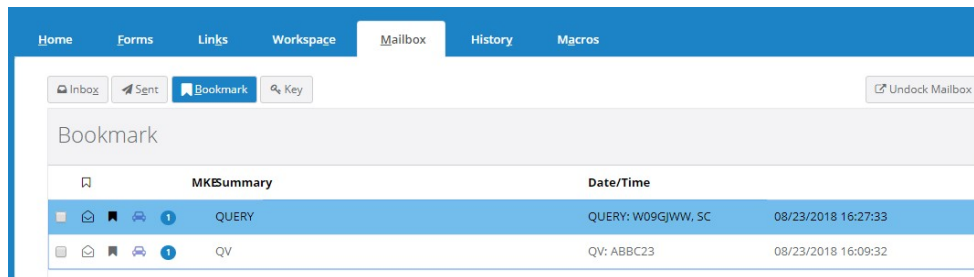 Home Forms Links Workspace Mailbox History Macros
Inbox Sent Bookmark Key Undock Mailbox
Bookmark
MKE Summary Date/Time
1 QUERY QUERY: W09GJWW, SC 08/23/2018 16:27:33
1 QV QV: ABBC23 08/23/2018 16:09:32